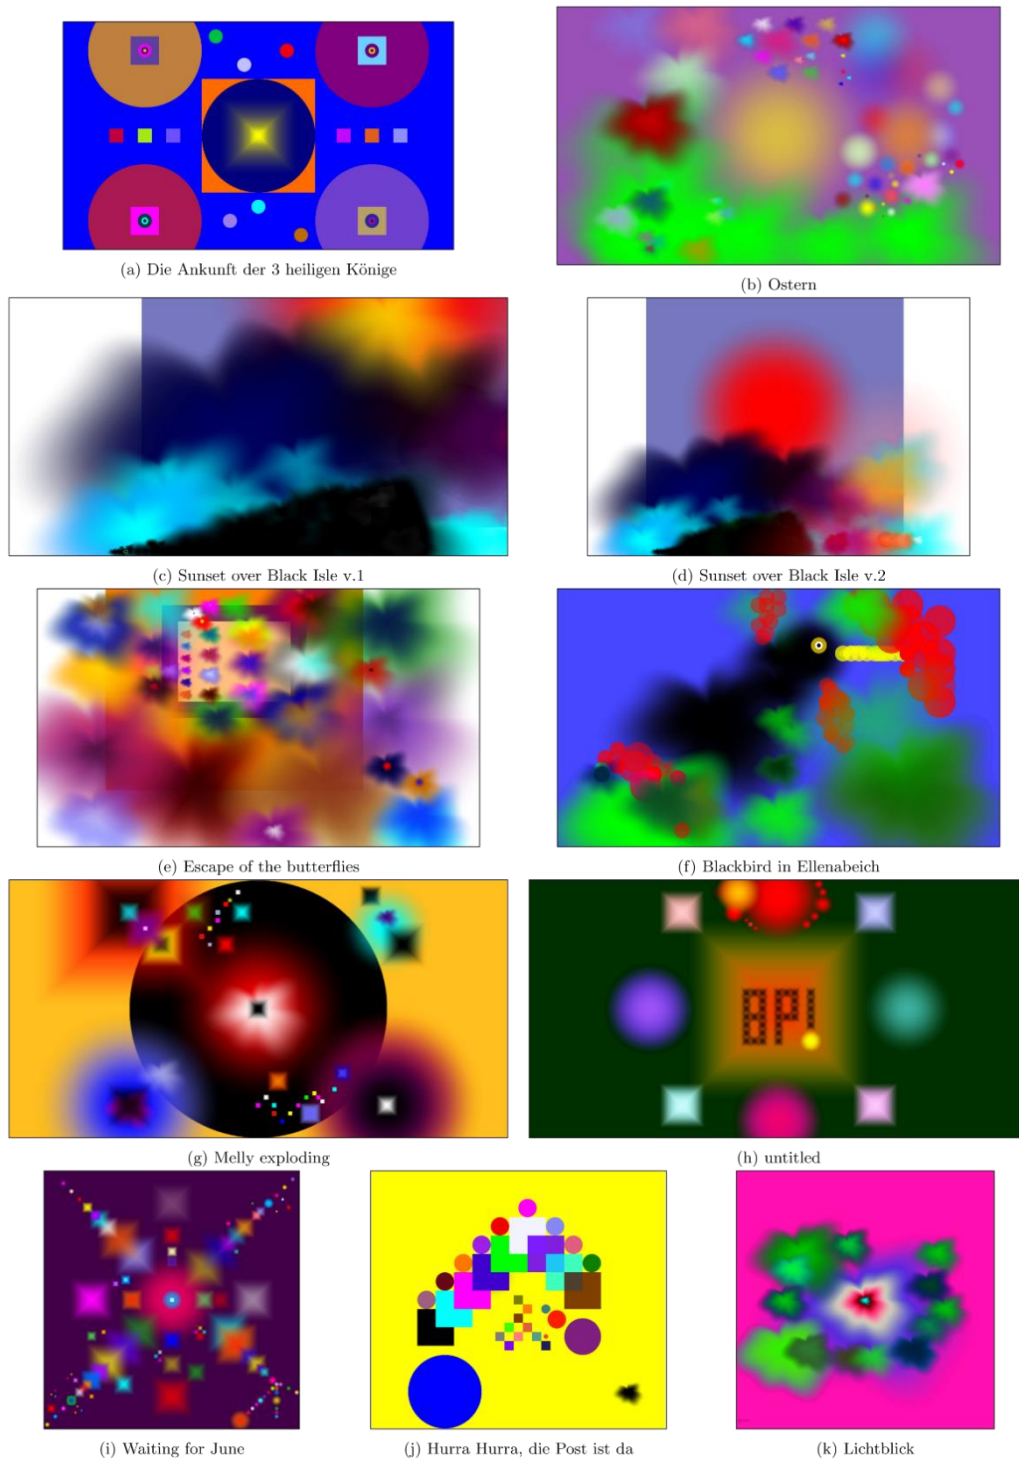 (a) Die Ankunft der 3 heiligen Könige
(b) Ostern
(c) Sunset over Black Isle v.1
(d) Sunset over Black Isle v.2
(e) Escape of the butterflies
(f) Blackbird in Ellenabeich
BP!
(g) Melly exploding
(h) untitled
(i) Waiting for June
(j) Hurra Hurra, die Post ist da
(k) Lichtblick